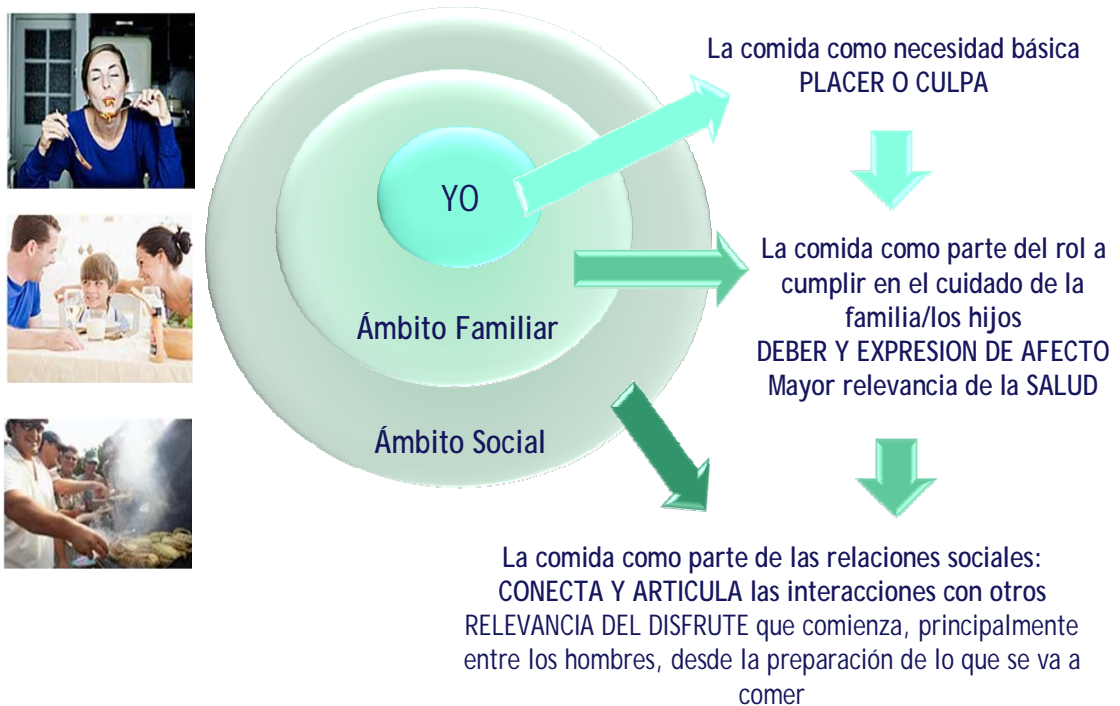 La comida como necesidad básica
PLACER O CULPA
YO
La comida como parte del rol a
cumplir en el cuidado de la
familia/los hijos
DEBER Y EXPRESION DE AFECTO
Mayor relevancia de la SALUD
Ámbito Familiar
Ámbito Social
La comida como parte de las relaciones sociales:
CONECTA Y ARTICULA las interacciones con otros
RELEVANCIA DEL DISFRUTE que comienza, principalmente
entre los hombres, desde la preparación de lo que se va a
comer